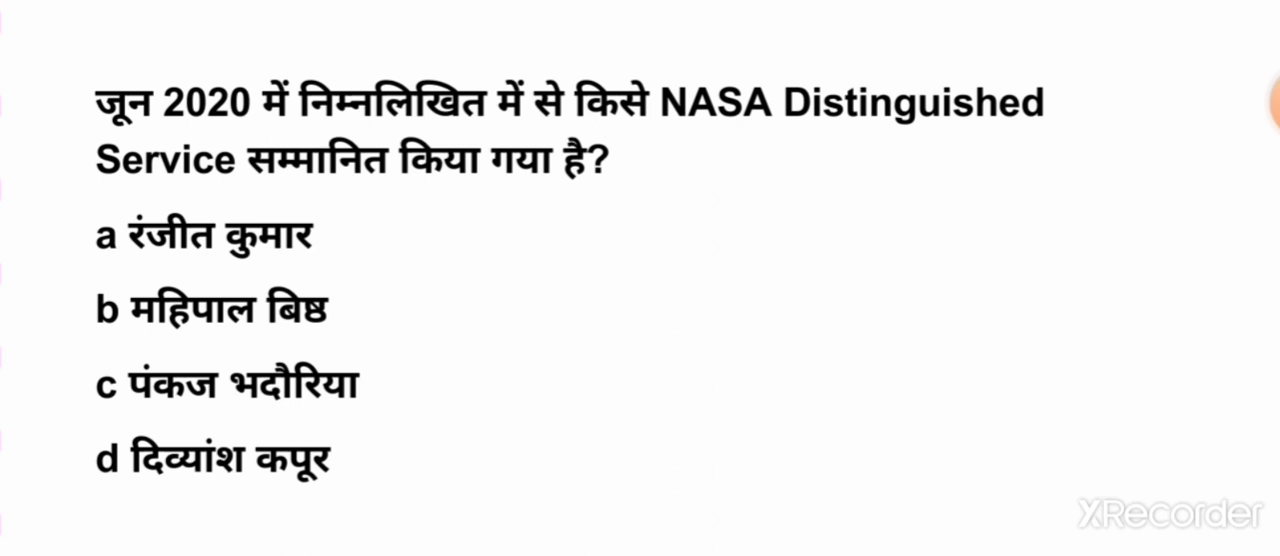 जून 2020 में निम्नलिखित में से किसे NASA Distinguished
Service सम्मानित किया गया है?
a रंजीत कुमार
b महिपाल बिष्ठ
c पंकज भदौरिया
d दिव्यांश कपूर
XRecorder